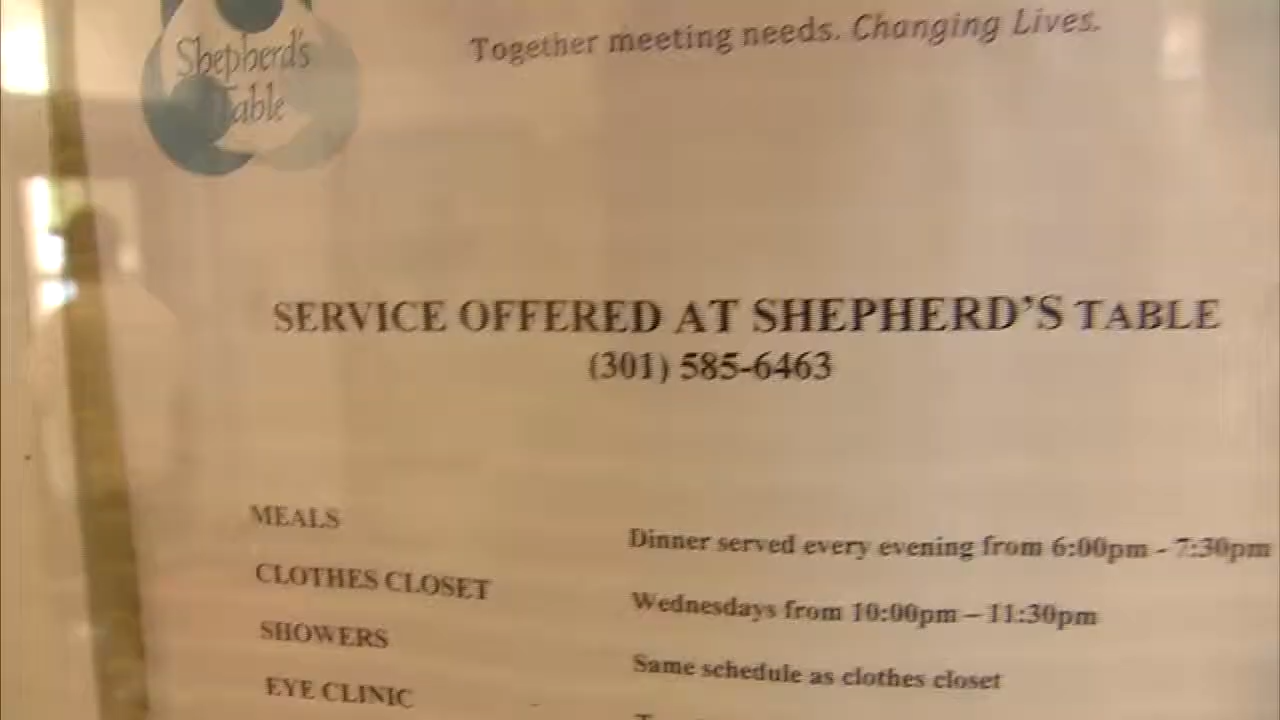 Shepherd's
Table
Together meeting needs. Changing Lives.
SERVICE OFFERED AT SHEPHERD'S TABLE
(301) 585-6463
MEALS
Dinner served every evening from 6:00pm - 7:30pm
CLOTHES CLOSET
Wednesdays from 10:00pm – 11:30pm
SHOWERS
Same schedule as clothes closet
EYE CLINIC